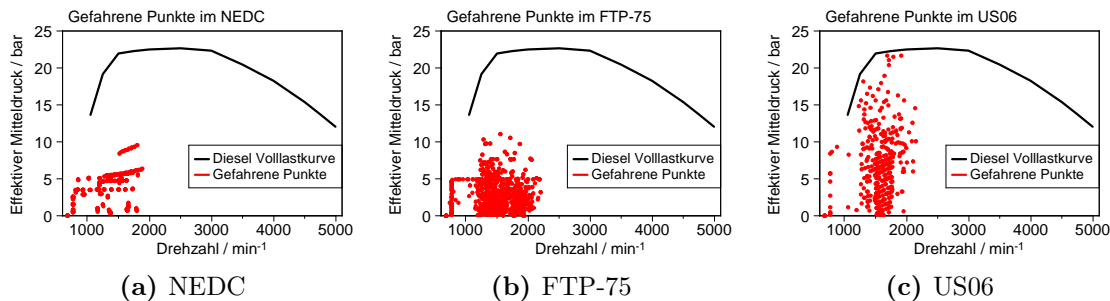 Gefahrene Punkte im NEDC
Effektiver Mitteldruck / bar
25
20
15
10
5
0
1000 2000 3000 4000 5000
Drehzahl / min-1
Diesel Volllastkurve
Gefahrene Punkte
(a) NEDC
Gefahrene Punkte im FTP-75
Effektiver Mitteldruck / bar
25
20
15
10
5
0
1000 2000 3000 4000 5000
Drehzahl / min-1
Diesel Volllastkurve
Gefahrene Punkte
(b) FTP-75
Gefahrene Punkte im US06
Effektiver Mitteldruck / bar
25
20
15
10
5
0
1000 2000 3000 4000 5000
Drehzahl / min-1
Diesel Volllastkurve
Gefahrene Punkte
(c) US06